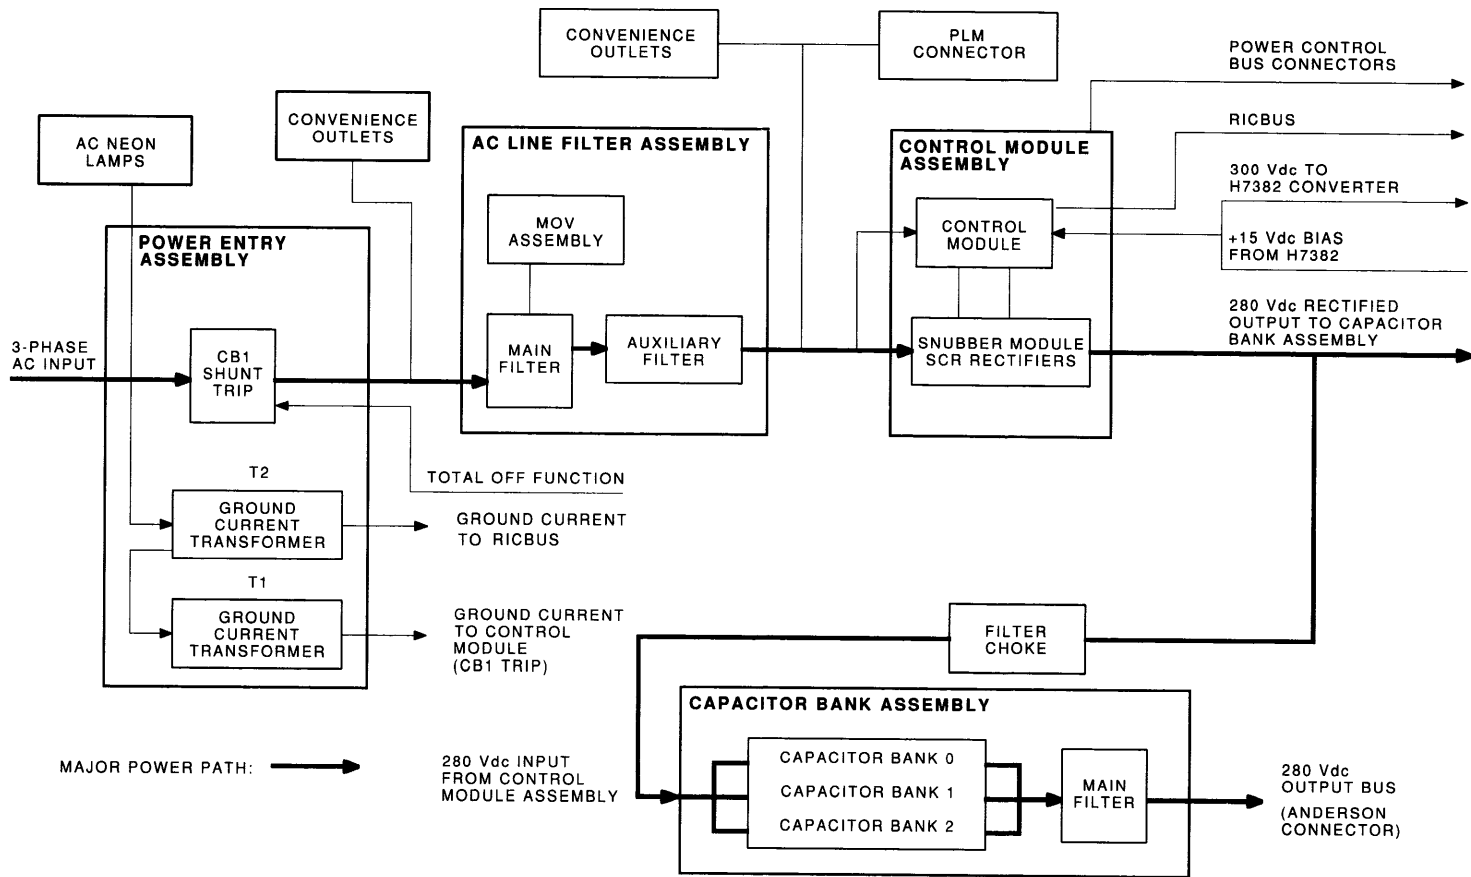 CONVENIENCE
OUTLETS
PLM
CONNECTOR
POWER CONTROL
BUS CONNECTORS
AC NEON
LAMPS
CONVENIENCE
OUTLETS
AC LINE FILTER ASSEMBLY
CONTROL MODULE
ASSEMBLY
RICBUS
300 Vdc TO
H7382 CONVERTER
MOV
ASSEMBLY
CONTROL
MODULE
+15 Vdc BIAS
FROM H7382
POWER ENTRY
ASSEMBLY
3-PHASE
AC INPUT
CB1
SHUNT
TRIP
MAIN
FILTER
AUXILIARY
FILTER
SNUBBER MODULE
SCR RECTIFIERS
280 Vdc RECTIFIED
OUTPUT TO CAPACITOR
BANK ASSEMBLY
T2
TOTAL OFF FUNCTION
GROUND
CURRENT
TRANSFORMER
GROUND CURRENT
TO RICBUS
T1
GROUND
CURRENT
TRANSFORMER
GROUND CURRENT
TO CONTROL
MODULE
(CB1 TRIP)
FILTER
CHOKE
CAPACITOR BANK ASSEMBLY
MAJOR POWER PATH:
280 Vdc INPUT
FROM CONTROL
MODULE ASSEMBLY
CAPACITOR BANK 0
CAPACITOR BANK 1
CAPACITOR BANK 2
MAIN
FILTER
280 Vdc
OUTPUT BUS
(ANDERSON
CONNECTOR)